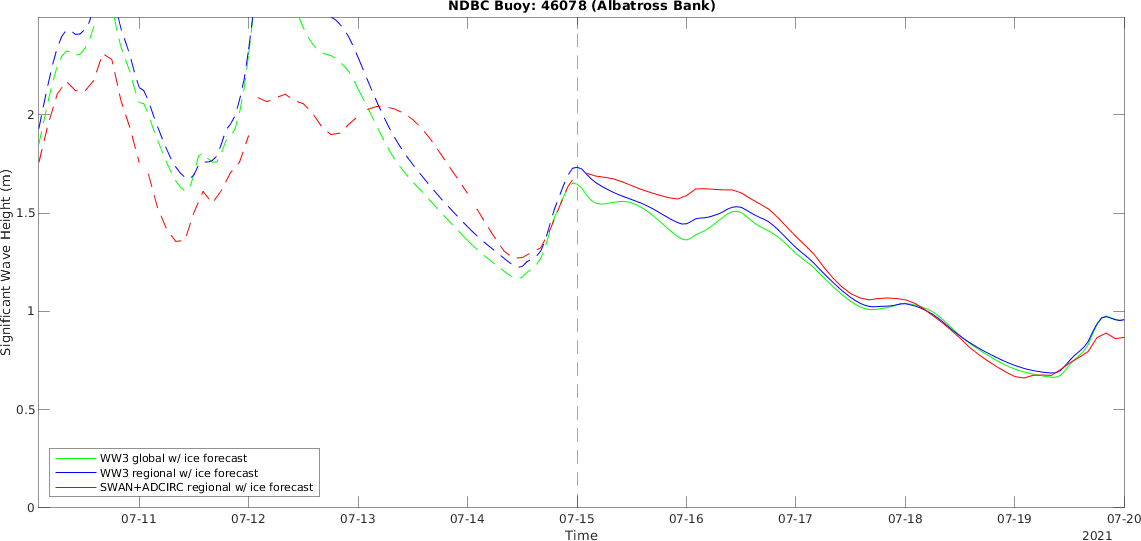 NDBC Buoy: 46078 (Albatross Bank)
Significant Wave Height (m)
2
1.5
1
0.5
0
WW3 global w/ ice forecast
WW3 regional w/ ice forecast
SWAN+ADCIRC regional w/ ice forecast
07-11 07-12 07-13 07-14 07-15 07-16 07-17 07-18 07-19 07-20
Time
2021